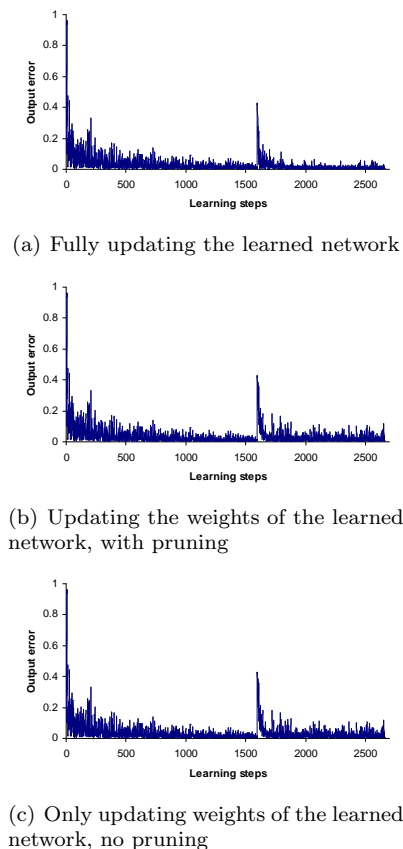 1
0.8
0.6
0.4
0.2
0
Output error
0 500 1000 1500 2000 2500
Learning steps
(a) Fully updating the learned network
1
0.8
0.6
0.4
0.2
0
Output error
0 500 1000 1500 2000 2500
Learning steps
(b) Updating the weights of the learned
network, with pruning
1
0.8
0.6
0.4
0.2
0
Output error
0 500 1000 1500 2000 2500
Learning steps
(c) Only updating weights of the learned
network, no pruning